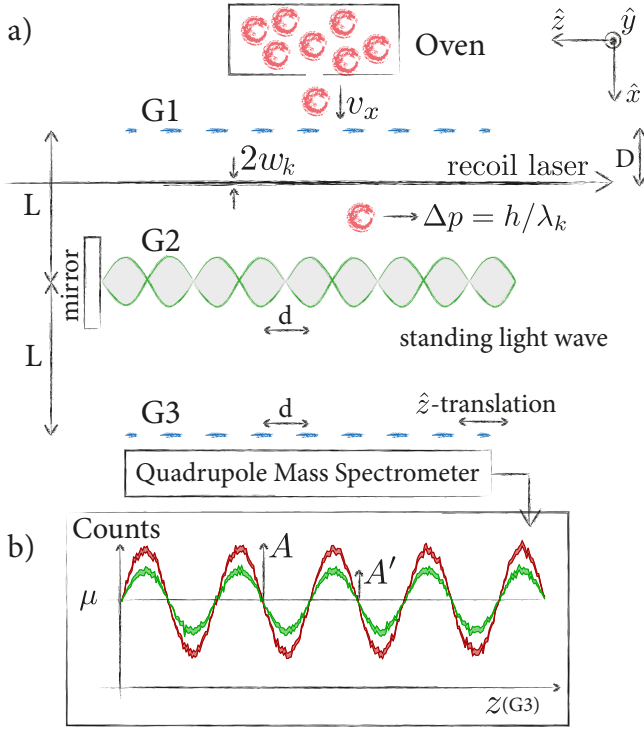 a)
Oven
ẑ
ŷ
x̂
v_x
G1
D
2w_k
recoil laser
L
Δp = h/λ_k
G2
mirror
d
standing light wave
L
G3
d
ẑ-translation
Quadrupole Mass Spectrometer
b)
Counts
A
A′
μ
z(G3)